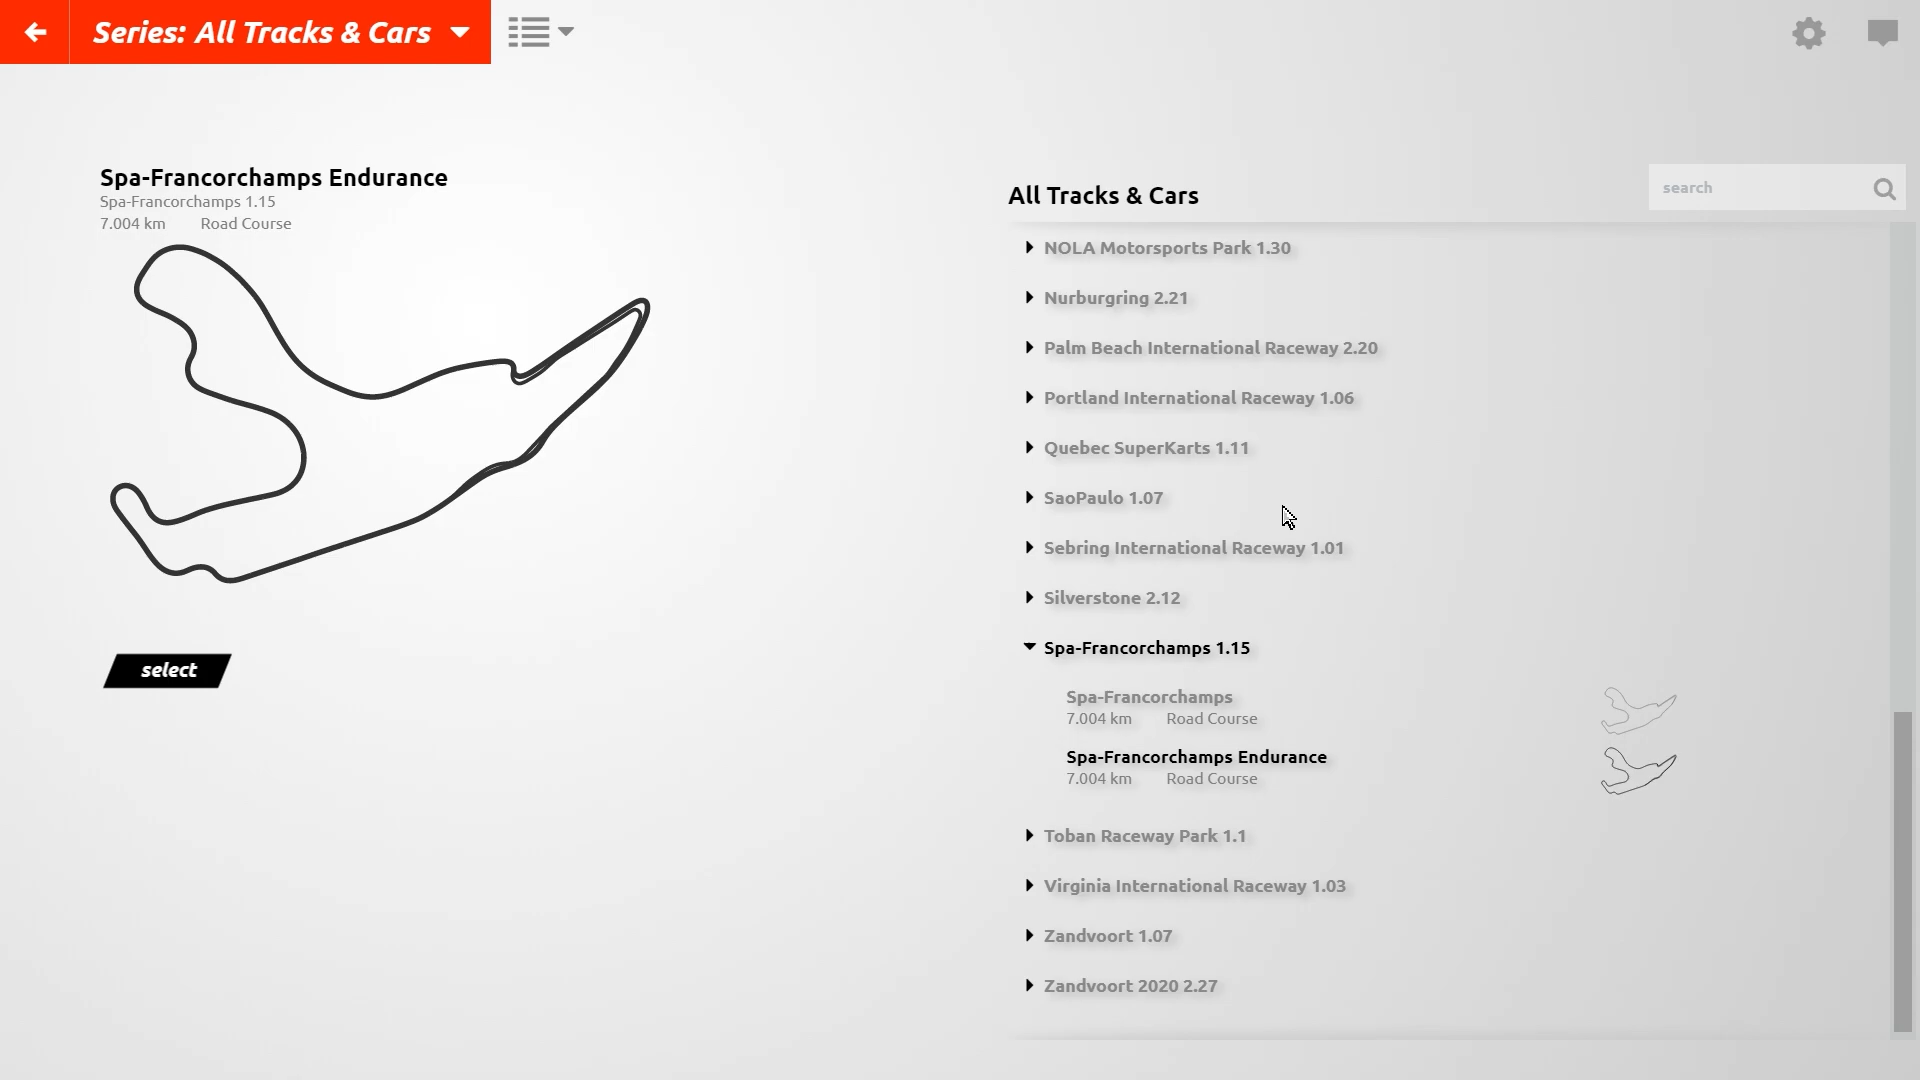 Series: All Tracks & Cars
Spa-Francorchamps Endurance
Spa-Francorchamps 1.15
7.004 km Road Course
select
All Tracks & Cars
search
NOLA Motorsports Park 1.30
Nurburgring 2.21
Palm Beach International Raceway 2.20
Portland International Raceway 1.06
Quebec SuperKarts 1.11
SaoPaulo 1.07
Sebring International Raceway 1.01
Silverstone 2.12
Spa-Francorchamps 1.15
Spa-Francorchamps
7.004 km Road Course
Spa-Francorchamps Endurance
7.004 km Road Course
Toban Raceway Park 1.1
Virginia International Raceway 1.03
Zandvoort 1.07
Zandvoort 2020 2.27